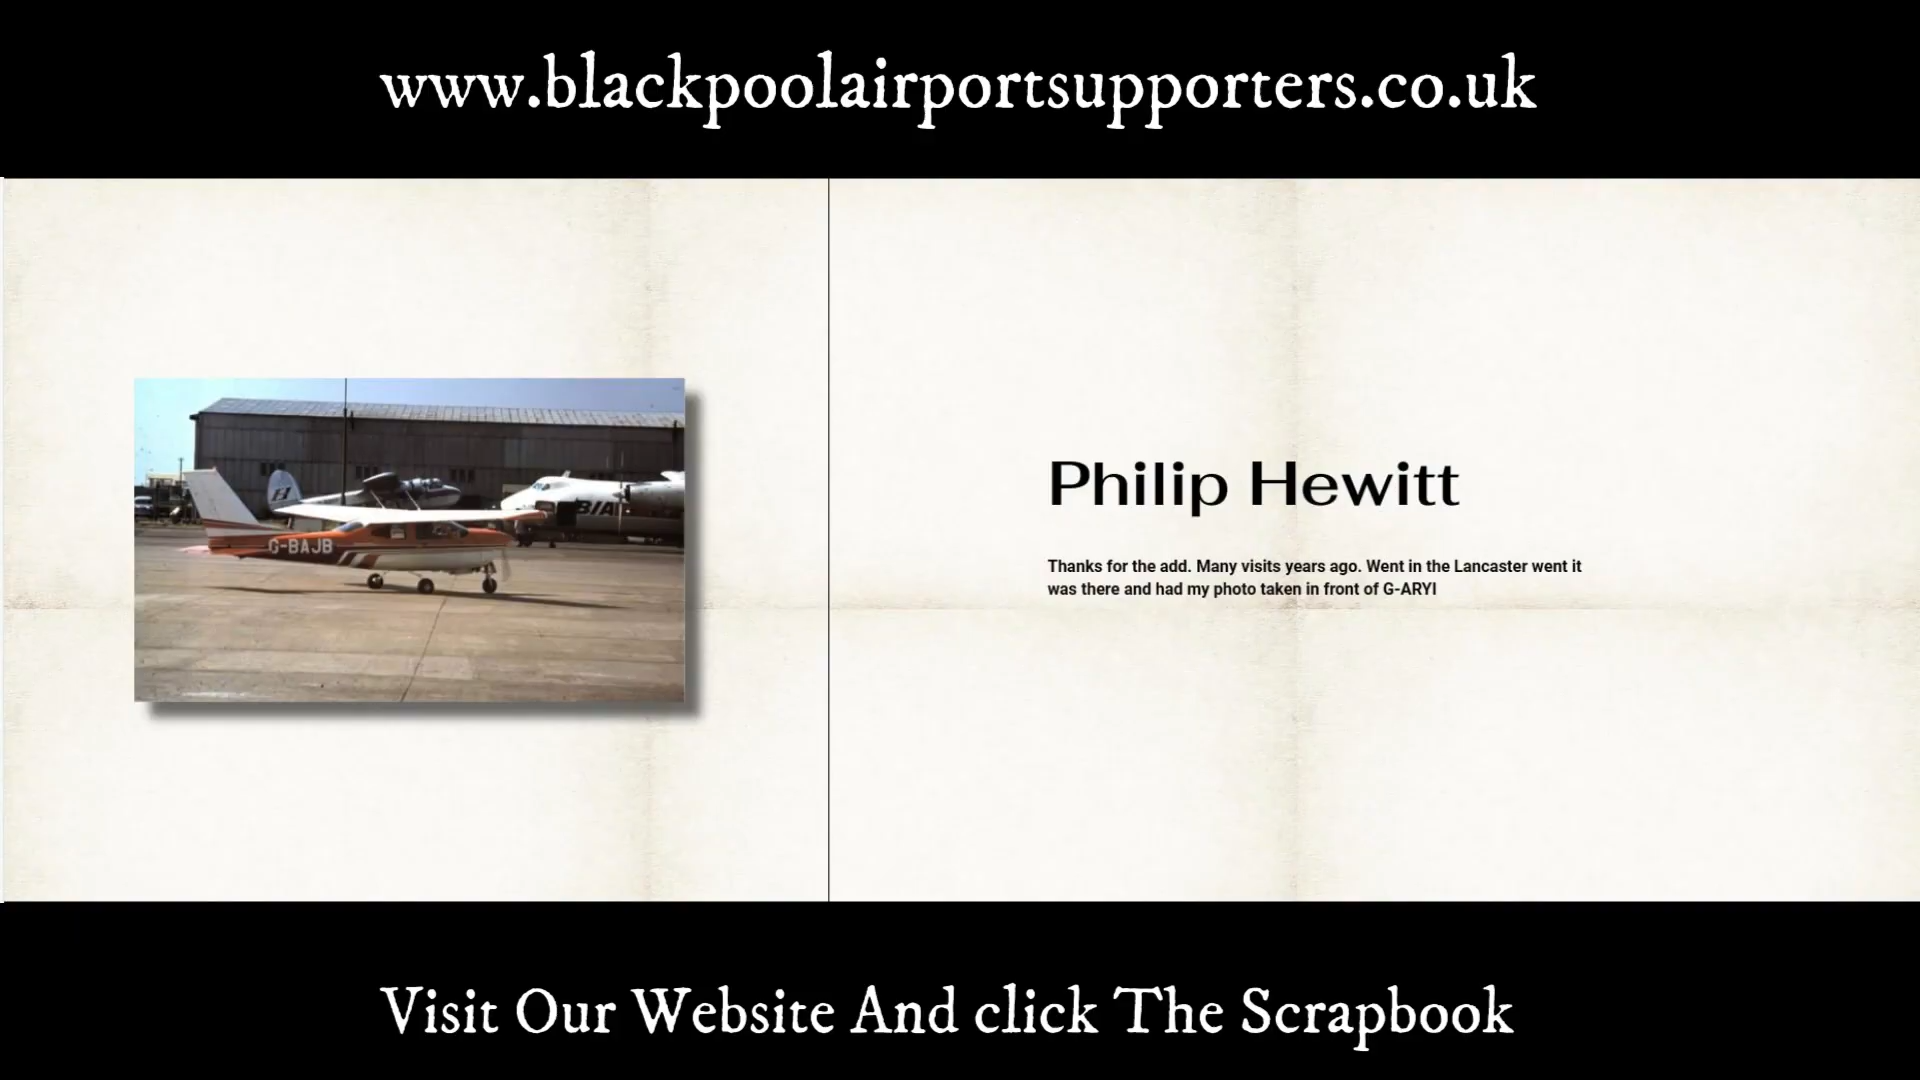 www.blackpoolairportsupporters.co.uk
H
BIA
G-BAJB
Philip Hewitt
Thanks for the add. Many visits years ago. Went in the Lancaster went it
was there and had my photo taken in front of G-ARYI
Visit Our Website And click The Scrapbook